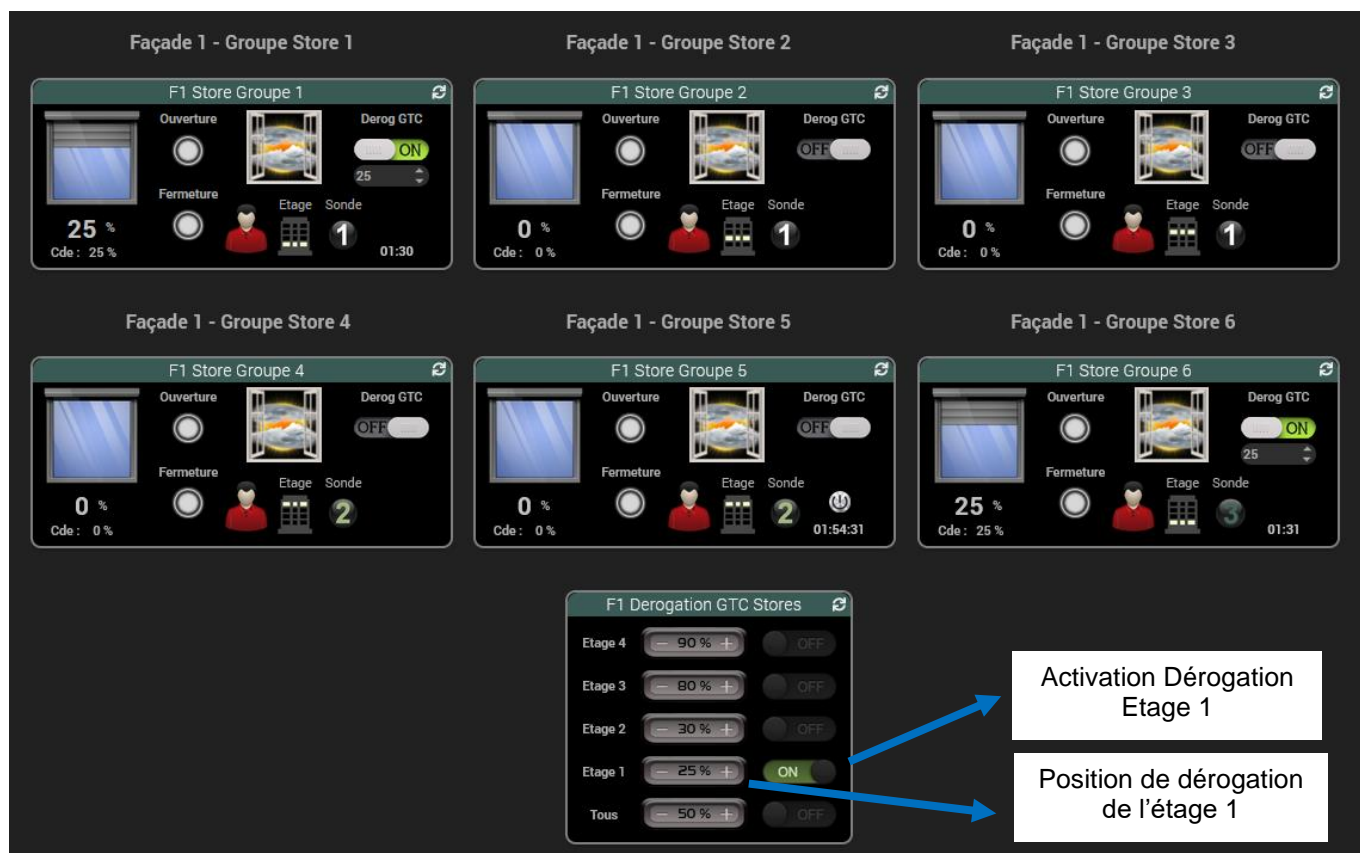 Façade 1 - Groupe Store 1
Façade 1 - Groupe Store 2
Façade 1 - Groupe Store 3
F1 Store Groupe 1
Ouverture
Derog GTC
ON
25
Fermeture
Etage
Sonde
25 %
1
Cde : 25 %
01:30
F1 Store Groupe 2
Ouverture
Derog GTC
OFF
Fermeture
Etage
Sonde
0 %
1
Cde : 0 %
F1 Store Groupe 3
Ouverture
Derog GTC
OFF
Fermeture
Etage
Sonde
0 %
1
Cde : 0 %
Façade 1 - Groupe Store 4
Façade 1 - Groupe Store 5
Façade 1 - Groupe Store 6
F1 Store Groupe 4
Ouverture
Derog GTC
OFF
Fermeture
Etage
Sonde
0 %
2
Cde : 0 %
F1 Store Groupe 5
Ouverture
Derog GTC
OFF
Fermeture
Etage
Sonde
0 %
2
Cde : 0 %
01:54:31
F1 Store Groupe 6
Ouverture
Derog GTC
ON
25
Fermeture
Etage
Sonde
25 %
3
Cde : 25 %
01:31
F1 Derogation GTC Stores
Etage 4 − 90 % + OFF
Etage 3 − 80 % + OFF
Etage 2 − 30 % + OFF
Etage 1 − 25 % + ON
Tous − 50 % + OFF
Activation Dérogation
Etage 1
Position de dérogation
de l’étage 1